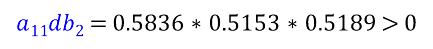 a₁₁db₂ = 0.5836 ∗ 0.5153 ∗ 0.5189 > 0